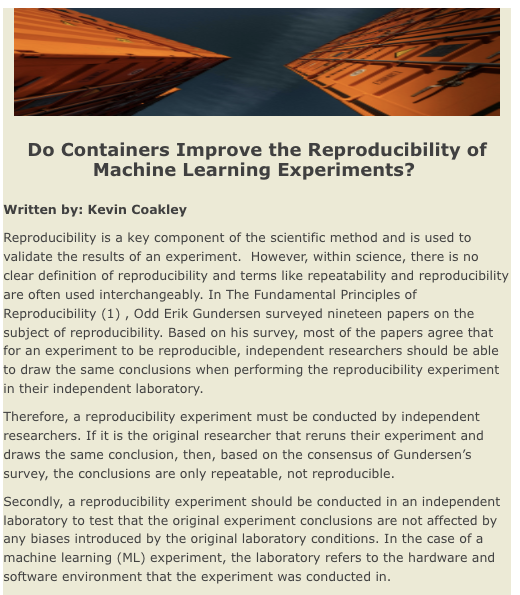 Do Containers Improve the Reproducibility of
Machine Learning Experiments?
Written by: Kevin Coakley
Reproducibility is a key component of the scientific method and is used to
validate the results of an experiment.  However, within science, there is no
clear definition of reproducibility and terms like repeatability and reproducibility
are often used interchangeably. In The Fundamental Principles of
Reproducibility (1) , Odd Erik Gundersen surveyed nineteen papers on the
subject of reproducibility. Based on his survey, most of the papers agree that
for an experiment to be reproducible, independent researchers should be able
to draw the same conclusions when performing the reproducibility experiment
in their independent laboratory.
Therefore, a reproducibility experiment must be conducted by independent
researchers. If it is the original researcher that reruns their experiment and
draws the same conclusion, then, based on the consensus of Gundersen’s
survey, the conclusions are only repeatable, not reproducible.
Secondly, a reproducibility experiment should be conducted in an independent
laboratory to test that the original experiment conclusions are not affected by
any biases introduced by the original laboratory conditions. In the case of a
machine learning (ML) experiment, the laboratory refers to the hardware and
software environment that the experiment was conducted in.